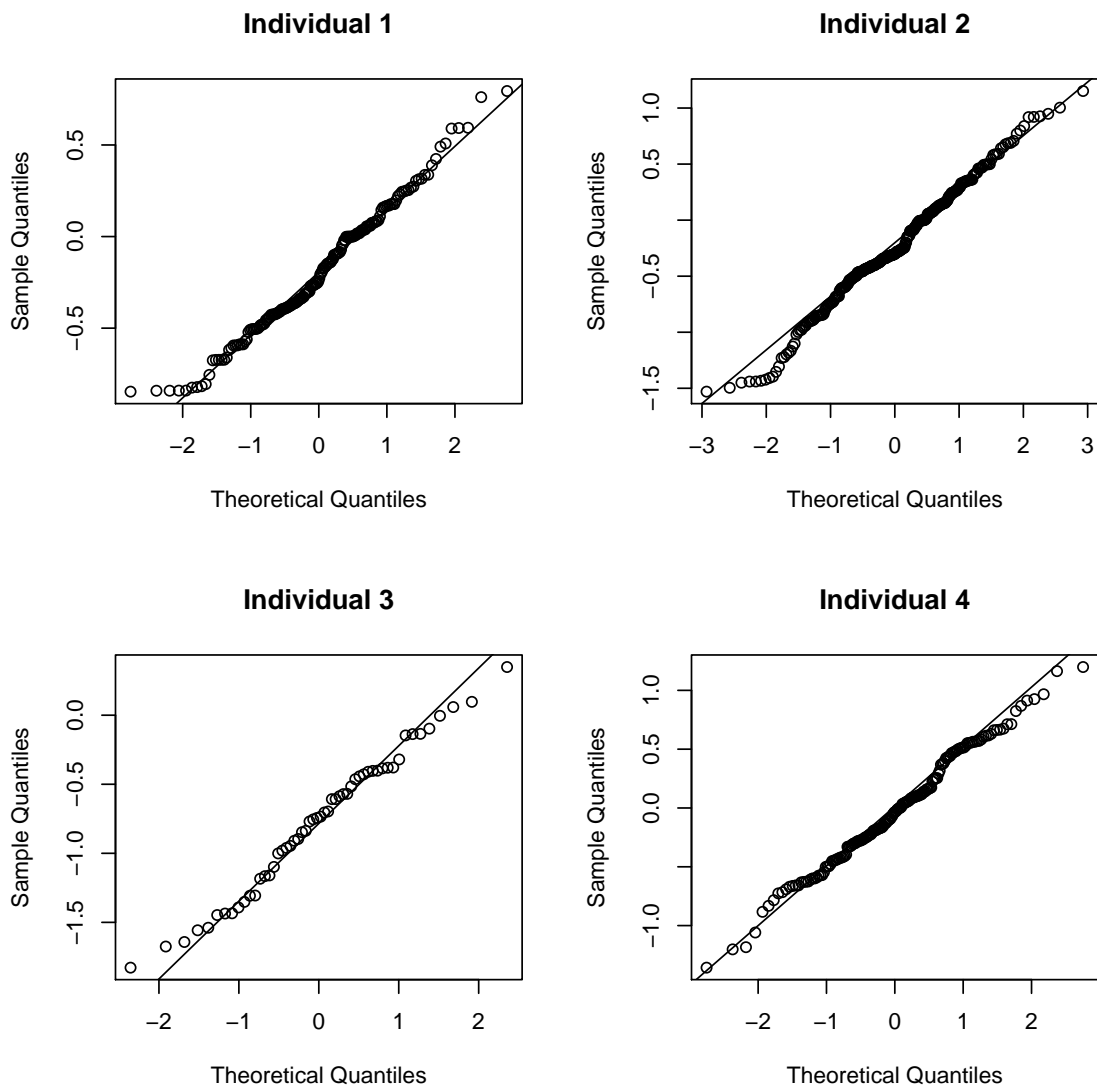 Individual 1
Sample Quantiles
0.5
0.0
−0.5
−2 −1 0 1 2
Theoretical Quantiles
Individual 2
Sample Quantiles
1.0
0.5
−0.5
−1.5
−3 −2 −1 0 1 2 3
Theoretical Quantiles
Individual 3
Sample Quantiles
0.0
−0.5
−1.0
−1.5
−2 −1 0 1 2
Theoretical Quantiles
Individual 4
Sample Quantiles
1.0
0.5
0.0
−1.0
−2 −1 0 1 2
Theoretical Quantiles